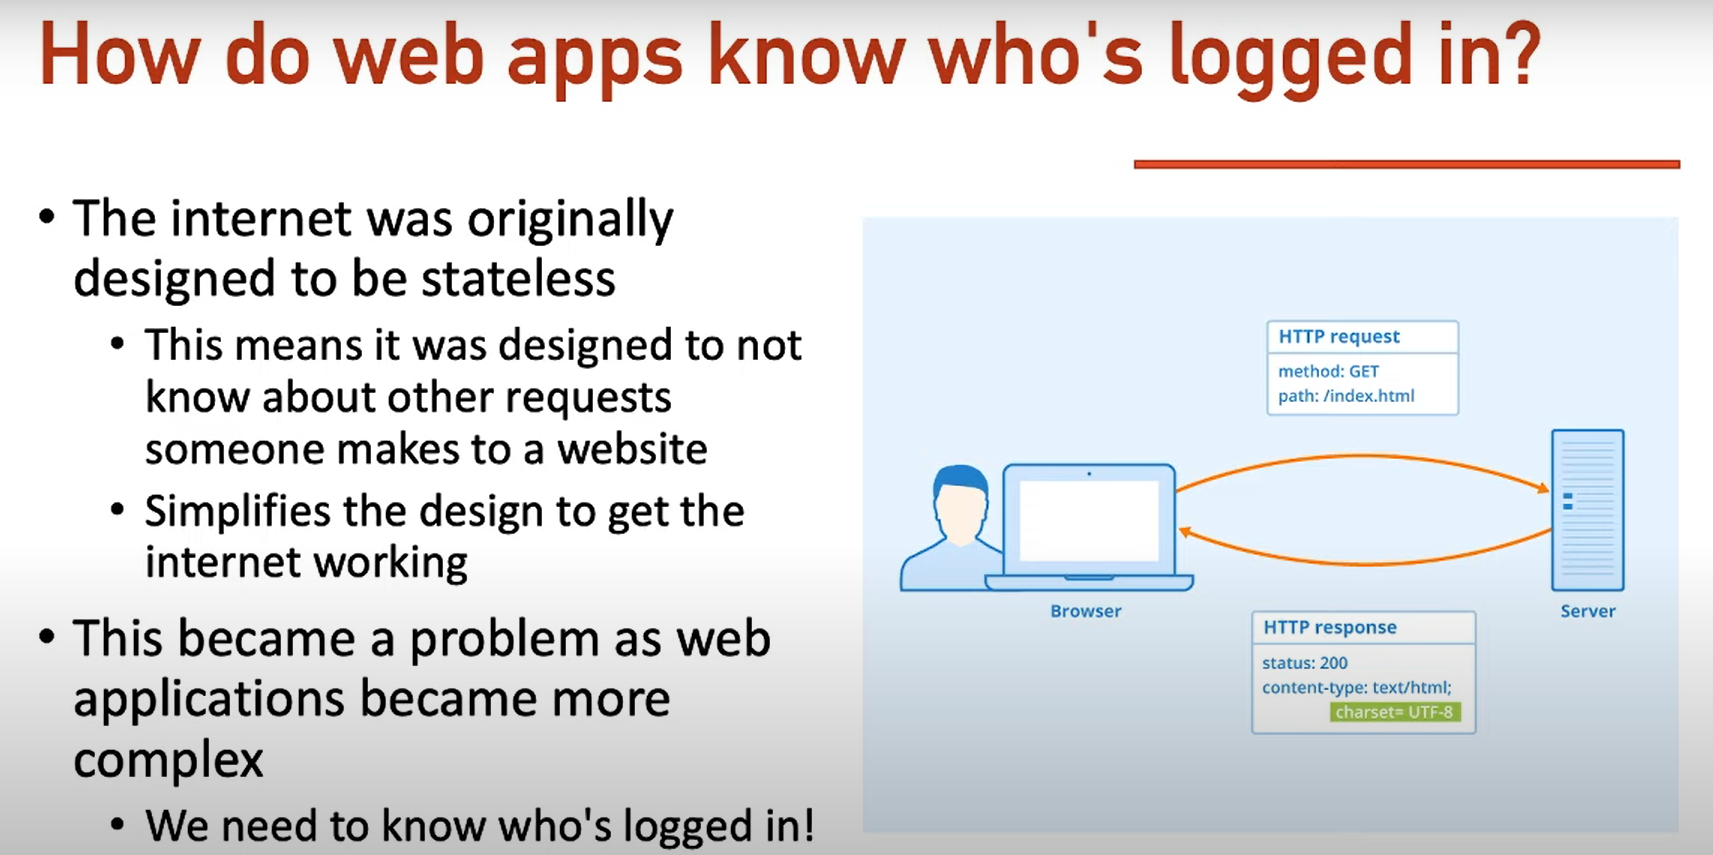 How do web apps know who's logged in?
• The internet was originally
designed to be stateless
• This means it was designed to not
know about other requests
someone makes to a website
• Simplifies the design to get the
internet working
• This became a problem as web
applications became more
complex
• We need to know who's logged in!
HTTP request
method: GET
path: /index.html
Browser
Server
HTTP response
status: 200
content-type: text/html;
charset= UTF-8